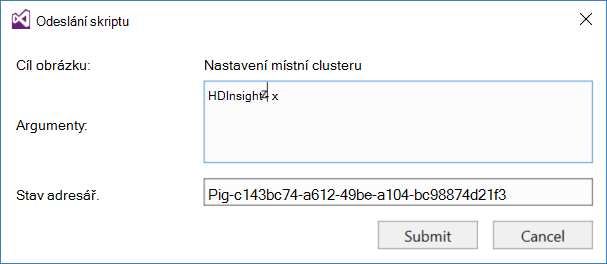 Odeslání skriptu
Cíl obrázku: Nastavení místní clusteru
HDInsight x
Argumenty:
Stav adresář. Pig-c143bc74-a612-49be-a104-bc98874d21f3
Submit Cancel